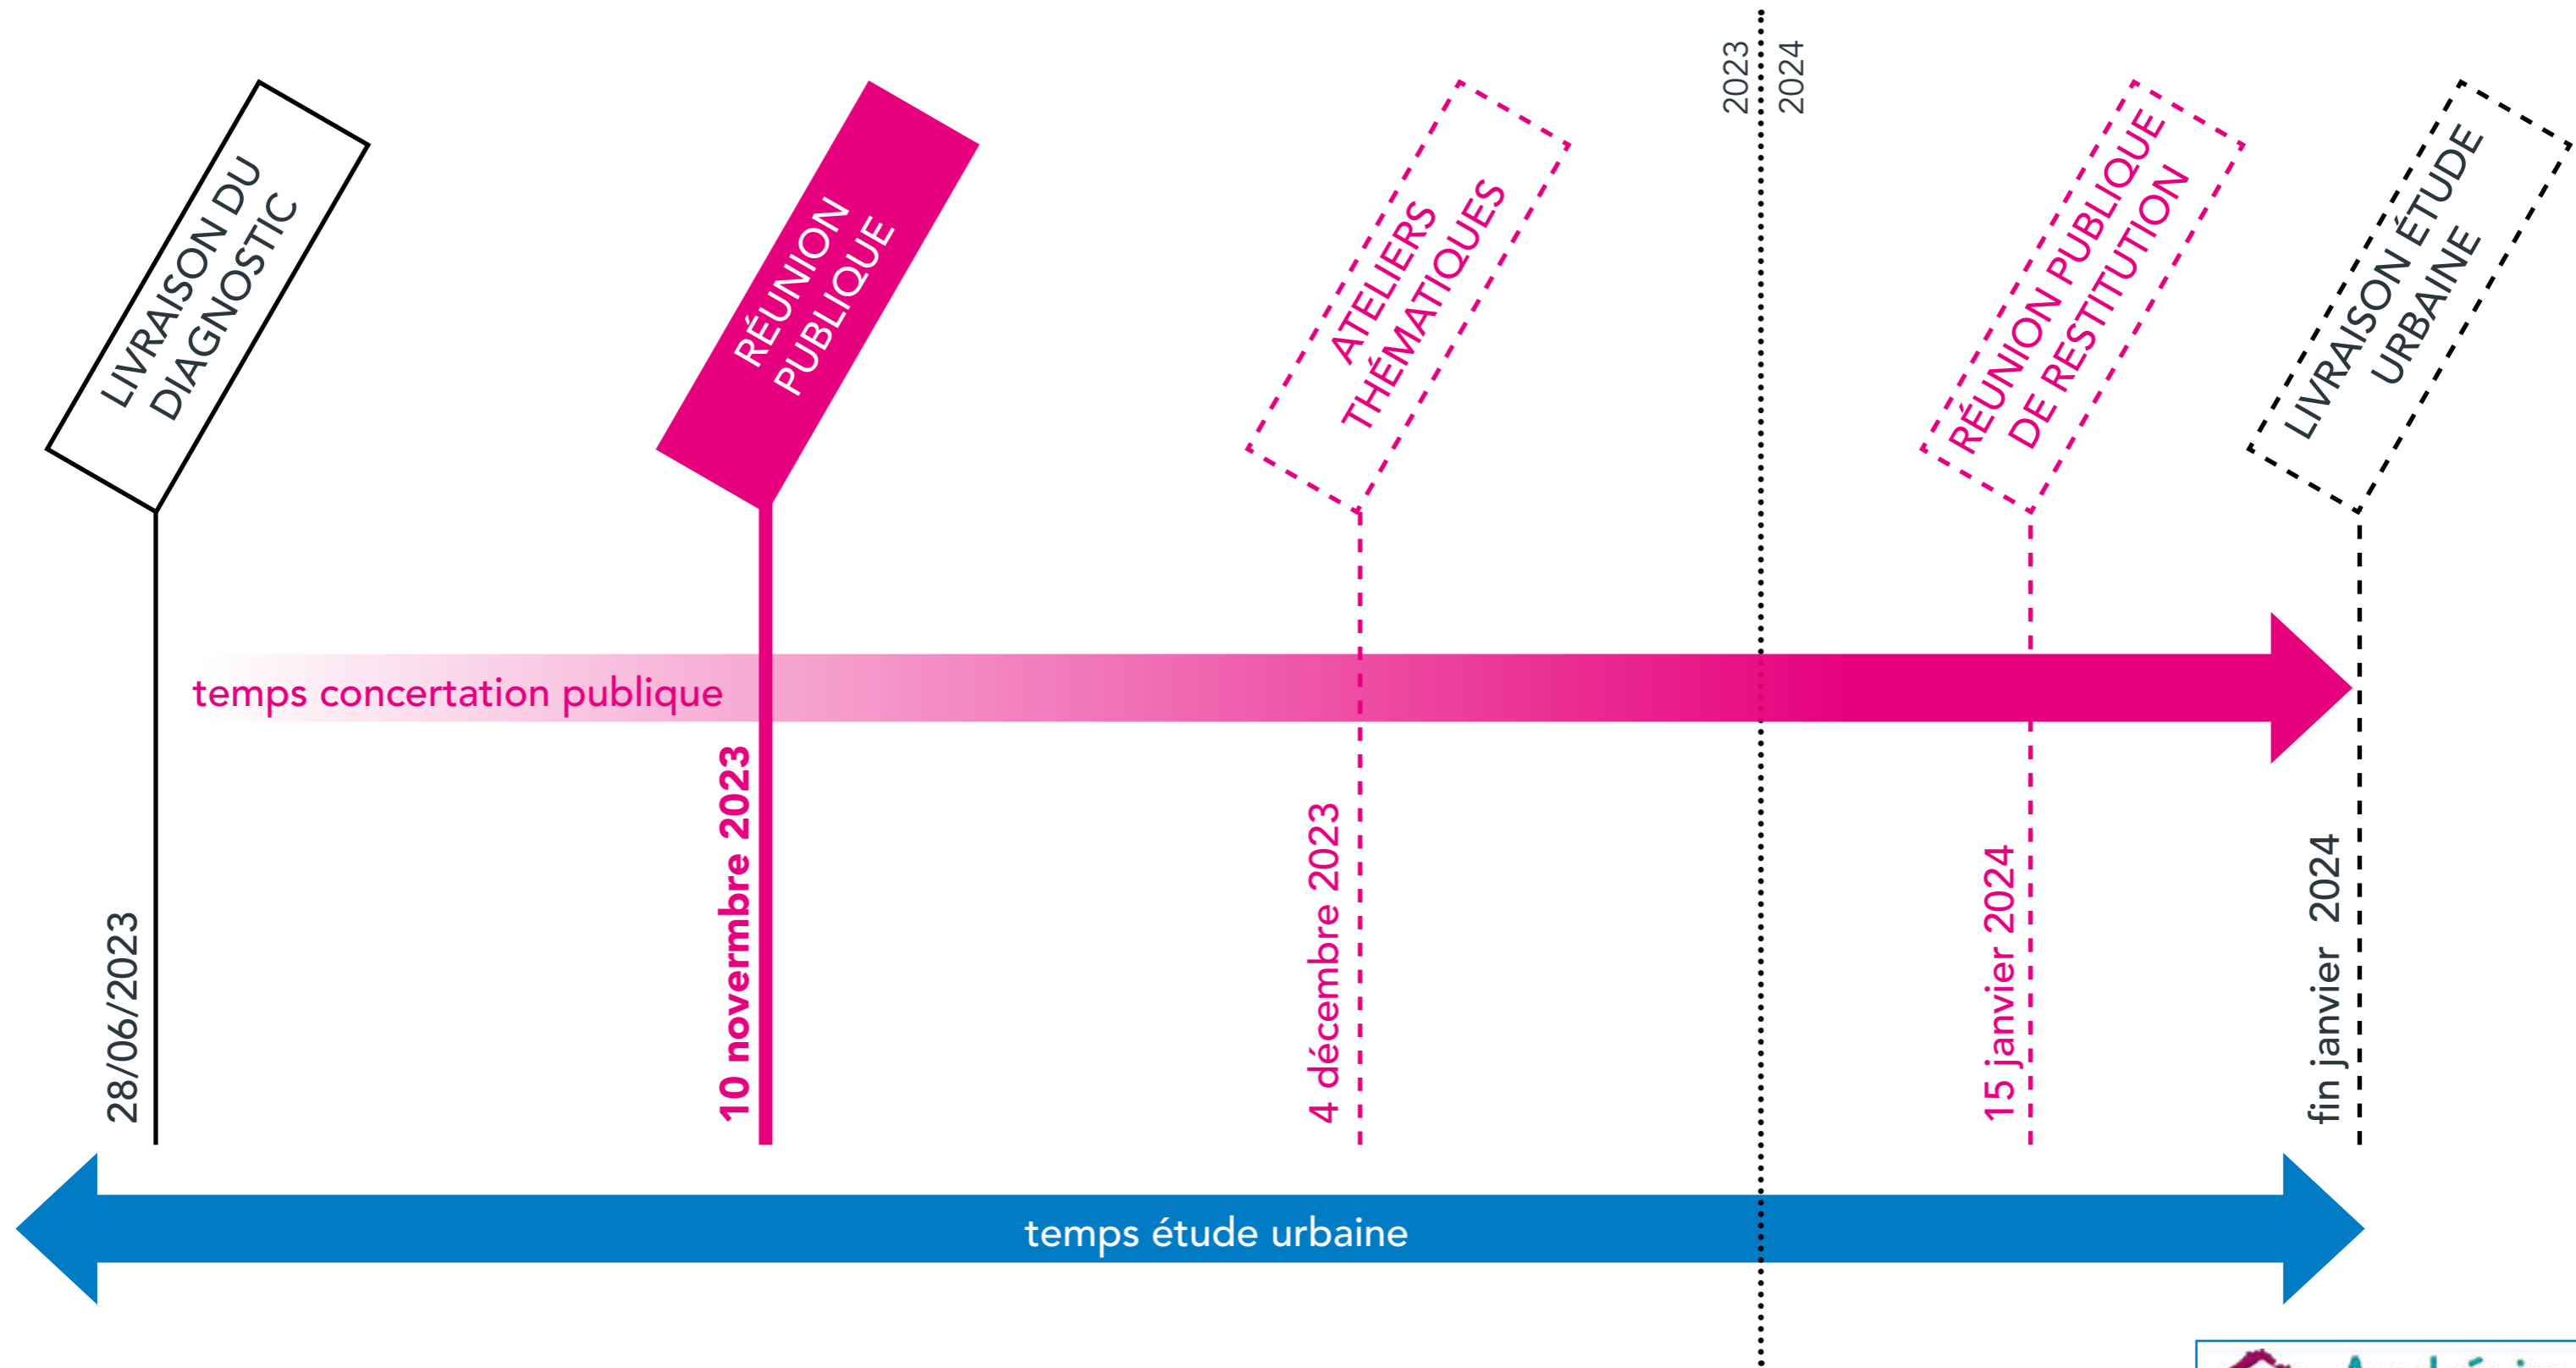 2023
2024
LIVRAISON DU
DIAGNOSTIC
RÉUNION
PUBLIQUE
ATELIERS
THÉMATIQUES
RÉUNION PUBLIQUE
DE RESTITUTION
LIVRAISON ÉTUDE
URBAINE
temps concertation publique
28/06/2023
10 novermbre 2023
4 décembre 2023
15 janvier 2024
fin janvier 2024
temps étude urbaine